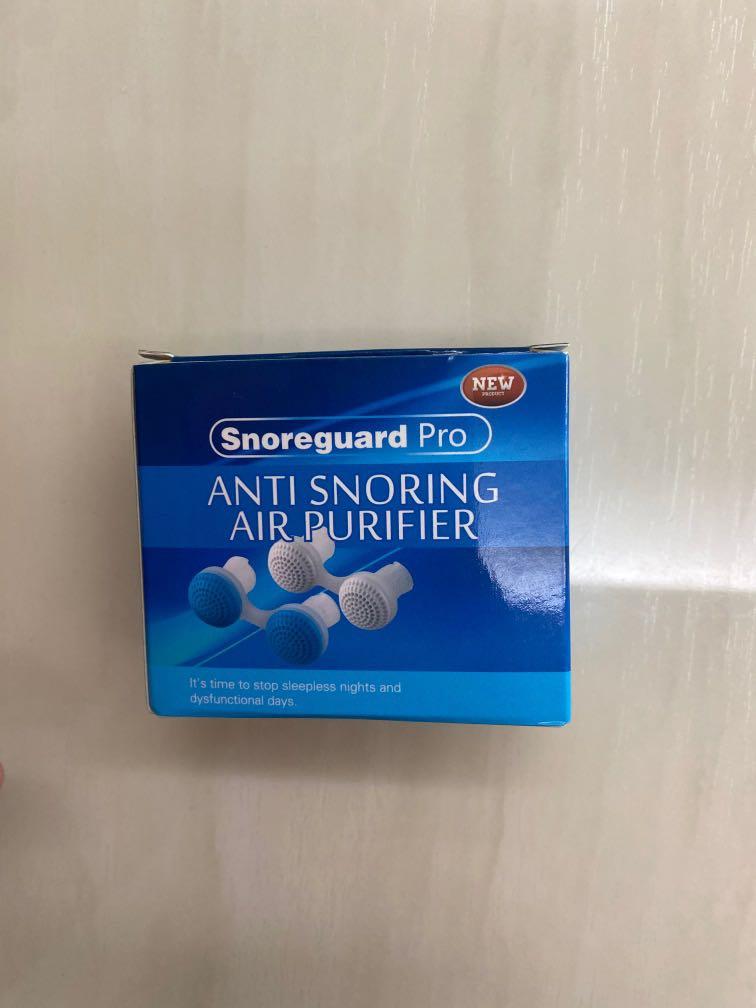 NEW
PRODUCT
Snoreguard Pro
ANTI SNORING
AIR PURIFIER
It's time to stop sleepless nights and
dysfunctional days.